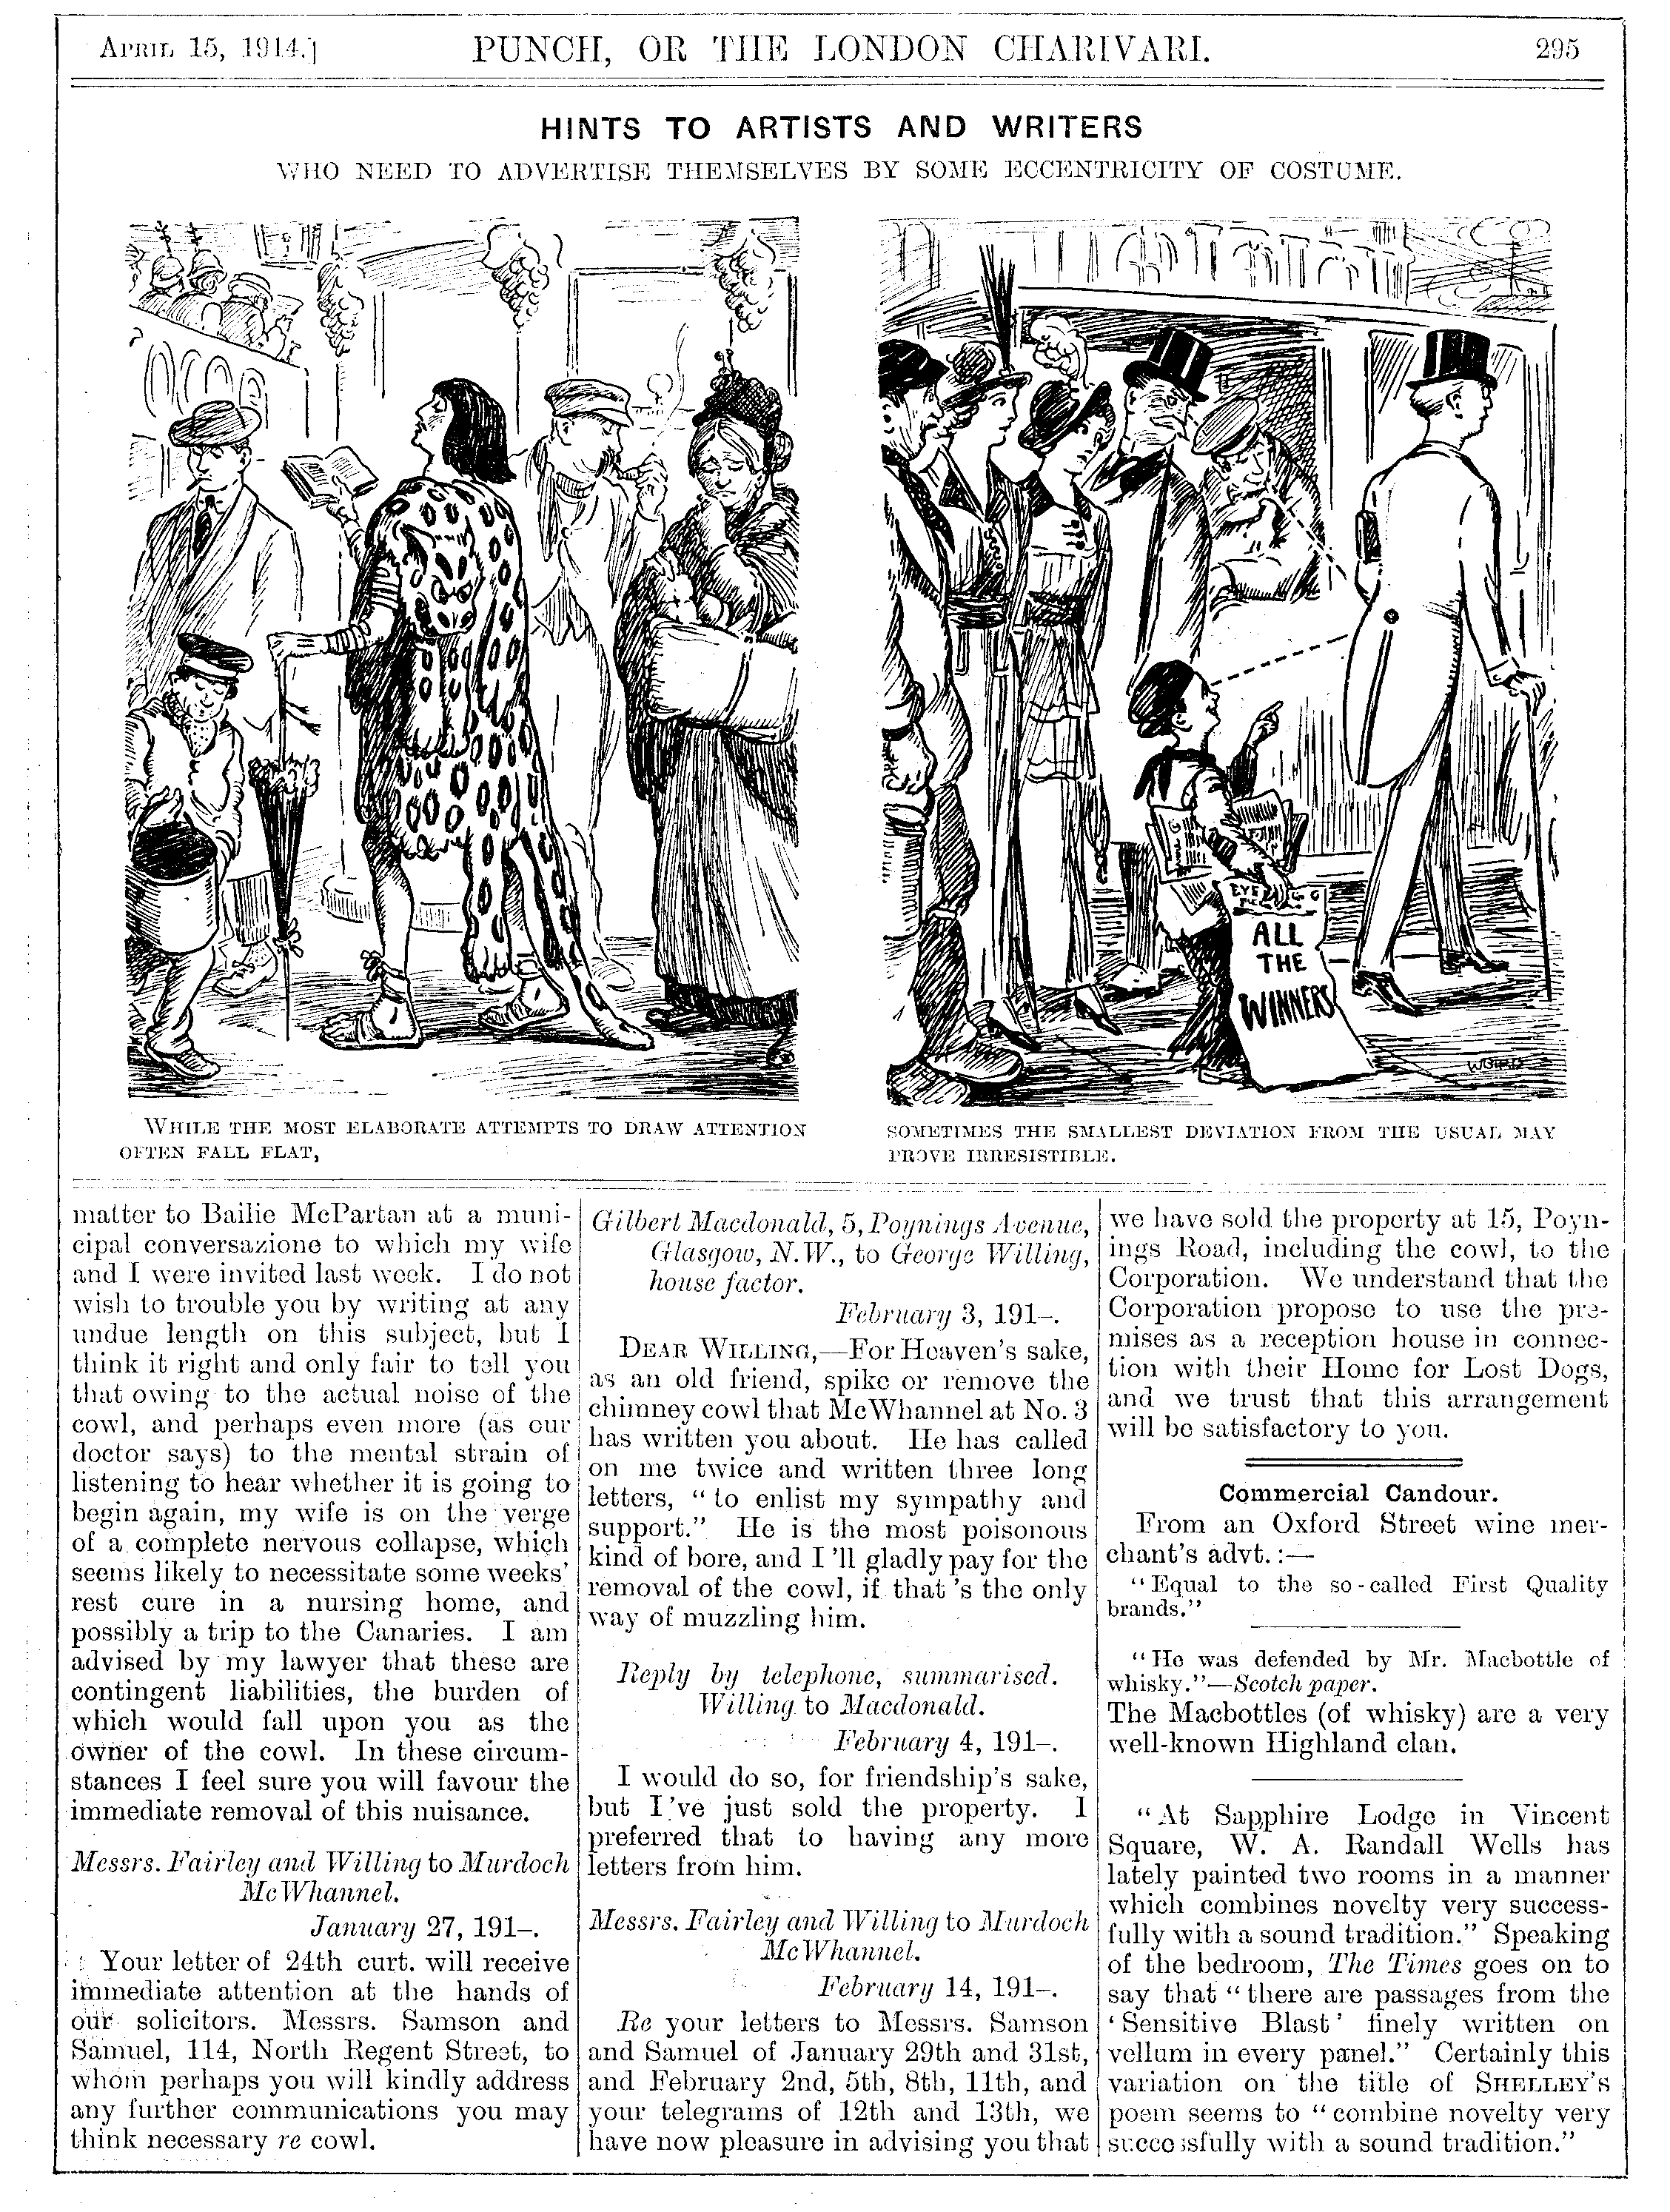 APRIL 15, 1914.]
PUNCH, OR THE LONDON CHARIVARI.
295
HINTS TO ARTISTS AND WRITERS
WHO NEED TO ADVERTISE THEMSELVES BY SOME ECCENTRICITY OF COSTUME.
EYE
G G
ALL
THE
WINNERS
WHILE THE MOST ELABORATE ATTEMPTS TO DRAW ATTENTION
OFTEN FALL FLAT,
SOMETIMES THE SMALLEST DEVIATION FROM THE USUAL MAY
PROVE IRRESISTIBLE.
matter to Bailie McPartan at a muni-
cipal conversazione to which my wife
and I were invited last week. I do not
wish to trouble you by writing at any
undue length on this subject, but I
think it right and only fair to tell you
that owing to the actual noise of the
cowl, and perhaps even more (as our
doctor says) to the mental strain of
listening to hear whether it is going to
begin again, my wife is on the verge
of a complete nervous collapse, which
seems likely to necessitate some weeks'
rest cure in a nursing home, and
possibly a trip to the Canaries. I am
advised by my lawyer that these are
contingent liabilities, the burden of
which would fall upon you as the
owner of the cowl. In these circum-
stances I feel sure you will favour the
immediate removal of this nuisance.
Messrs. Fairley and Willing to Murdoch
McWhannel.
January 27, 191–.
Your letter of 24th curt. will receive
immediate attention at the hands of
our solicitors. Messrs. Samson and
Samuel, 114, North Regent Street, to
whom perhaps you will kindly address
any further communications you may
think necessary re cowl.
Gilbert Macdonald, 5, Poynings Avenue,
Glasgow, N.W., to George Willing,
house factor.
February 3, 191–.
DEAR WILLING,—For Heaven's sake,
as an old friend, spike or remove the
chimney cowl that McWhannel at No. 3
has written you about. He has called
on me twice and written three long
letters, "to enlist my sympathy and
support." He is the most poisonous
kind of bore, and I'll gladly pay for the
removal of the cowl, if that's the only
way of muzzling him.
Reply by telephone, summarised.
Willing to Macdonald.
February 4, 191–.
I would do so, for friendship's sake,
but I've just sold the property. I
preferred that to having any more
letters from him.
Messrs. Fairley and Willing to Murdoch
McWhannel.
February 14, 191–.
Re your letters to Messrs. Samson
and Samuel of January 29th and 31st,
and February 2nd, 5th, 8th, 11th, and
your telegrams of 12th and 13th, we
have now pleasure in advising you that
we have sold the property at 15, Poyn-
ings Road, including the cowl, to the
Corporation. We understand that the
Corporation propose to use the pre-
mises as a reception house in connec-
tion with their Home for Lost Dogs,
and we trust that this arrangement
will be satisfactory to you.
Commercial Candour.
From an Oxford Street wine mer-
chant's advt.:—
"Equal to the so-called First Quality
brands."
"He was defended by Mr. Macbottle of
whisky."—Scotch paper.
The Macbottles (of whisky) are a very
well-known Highland clan.
"At Sapphire Lodge in Vincent
Square, W. A. Randall Wells has
lately painted two rooms in a manner
which combines novelty very success-
fully with a sound tradition." Speaking
of the bedroom, The Times goes on to
say that "there are passages from the
'Sensitive Blast' finely written on
vellum in every panel." Certainly this
variation on the title of SHELLEY'S
poem seems to "combine novelty very
successfully with a sound tradition."